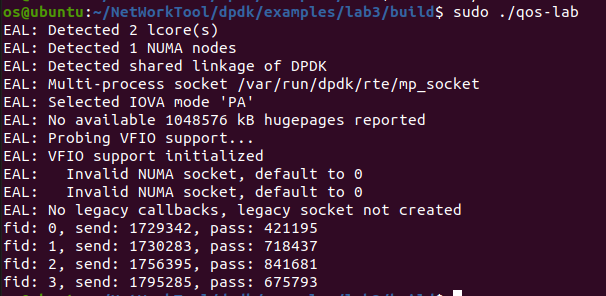 os@ubuntu:~/NetWorkTool/dpdk/examples/lab3/build$ sudo ./qos-lab
EAL: Detected 2 lcore(s)
EAL: Detected 1 NUMA nodes
EAL: Detected shared linkage of DPDK
EAL: Multi-process socket /var/run/dpdk/rte/mp_socket
EAL: Selected IOVA mode 'PA'
EAL: No available 1048576 kB hugepages reported
EAL: Probing VFIO support...
EAL: VFIO support initialized
EAL:   Invalid NUMA socket, default to 0
EAL:   Invalid NUMA socket, default to 0
EAL: No legacy callbacks, legacy socket not created
fid: 0, send: 1729342, pass: 421195
fid: 1, send: 1730283, pass: 718437
fid: 2, send: 1756395, pass: 841681
fid: 3, send: 1795285, pass: 675793